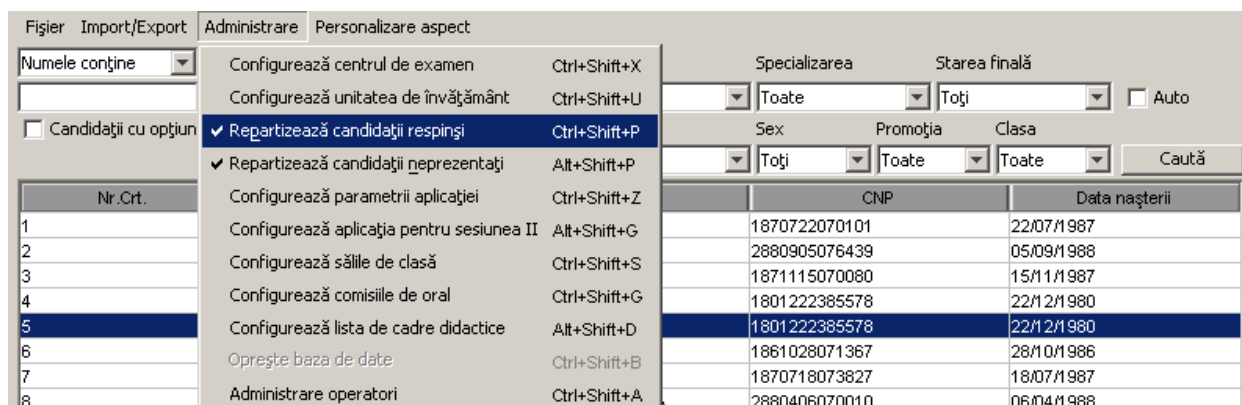 Fişier Import/Export Administrare Personalizare aspect
Numele conţine Configurează centrul de examen Ctrl+Shift+X Specializarea Starea finală
Configurează unitatea de învăţământ Ctrl+Shift+U Toate Toţi Auto
Candidaţii cu opţiun Repartizează candidaţii respinşi Ctrl+Shift+P Sex Promoţia Clasa
Repartizează candidaţii neprezentaţi Alt+Shift+P Toţi Toate Toate Caută
Nr.Crt. Configurează parametrii aplicaţiei Ctrl+Shift+Z CNP Data naşterii
1 Configurează aplicaţia pentru sesiunea II Alt+Shift+G 1870722070101 22/07/1987
2 2880905076439 05/09/1988
3 Configurează sălile de clasă Ctrl+Shift+S 1871115070080 15/11/1987
4 Configurează comisiile de oral Ctrl+Shift+G 1801222385578 22/12/1980
5 Configurează lista de cadre didactice Alt+Shift+D 1801222385578 22/12/1980
6 Opreşte baza de date Ctrl+Shift+B 1861028071367 28/10/1986
7 1870718073827 18/07/1987
8 Administrare operatori Ctrl+Shift+A 2880406070010 06/04/1988